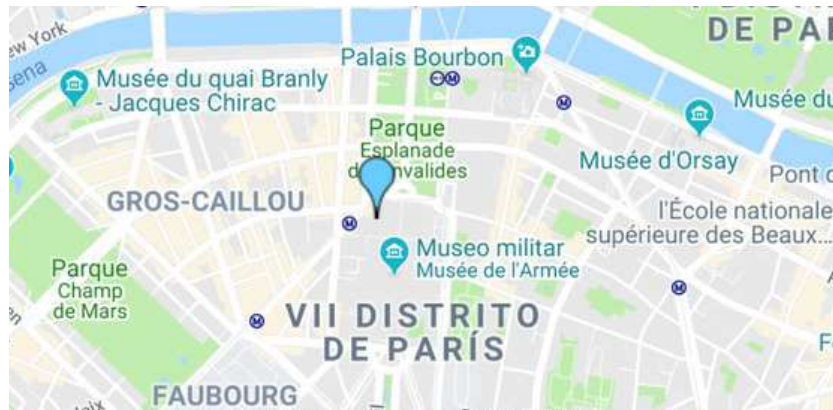 DE PA
New York
Sena
Palais Bourbon
Musée du quai Branly
- Jacques Chirac
Musée du
Parque
Esplanade
Invalides
Musée d'Orsay
Pont d
GROS-CAILLOU
l'École nationale
supérieure des Beaux...
Museo militar
Musée de l'Armée
Parque
Champ
de Mars
VII DISTRITO
DE PARÍS
FAUBOURG